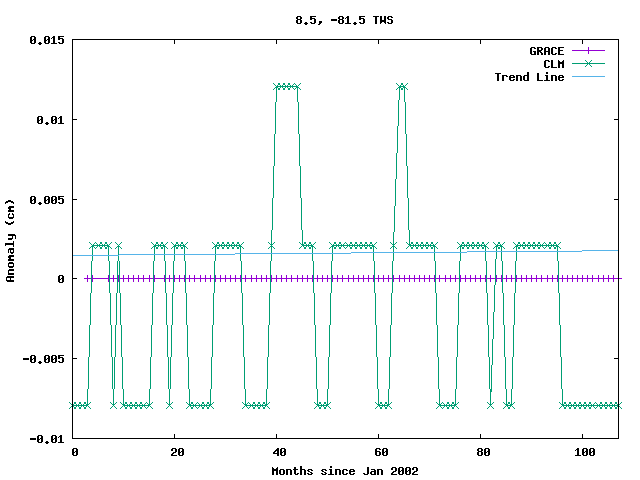 8.5, -81.5 TWS
0.015
GRACE
CLM
Trend Line
0.01
0.005
Anomaly (cm)
0
-0.005
-0.01
0 20 40 60 80 100
Months since Jan 2002